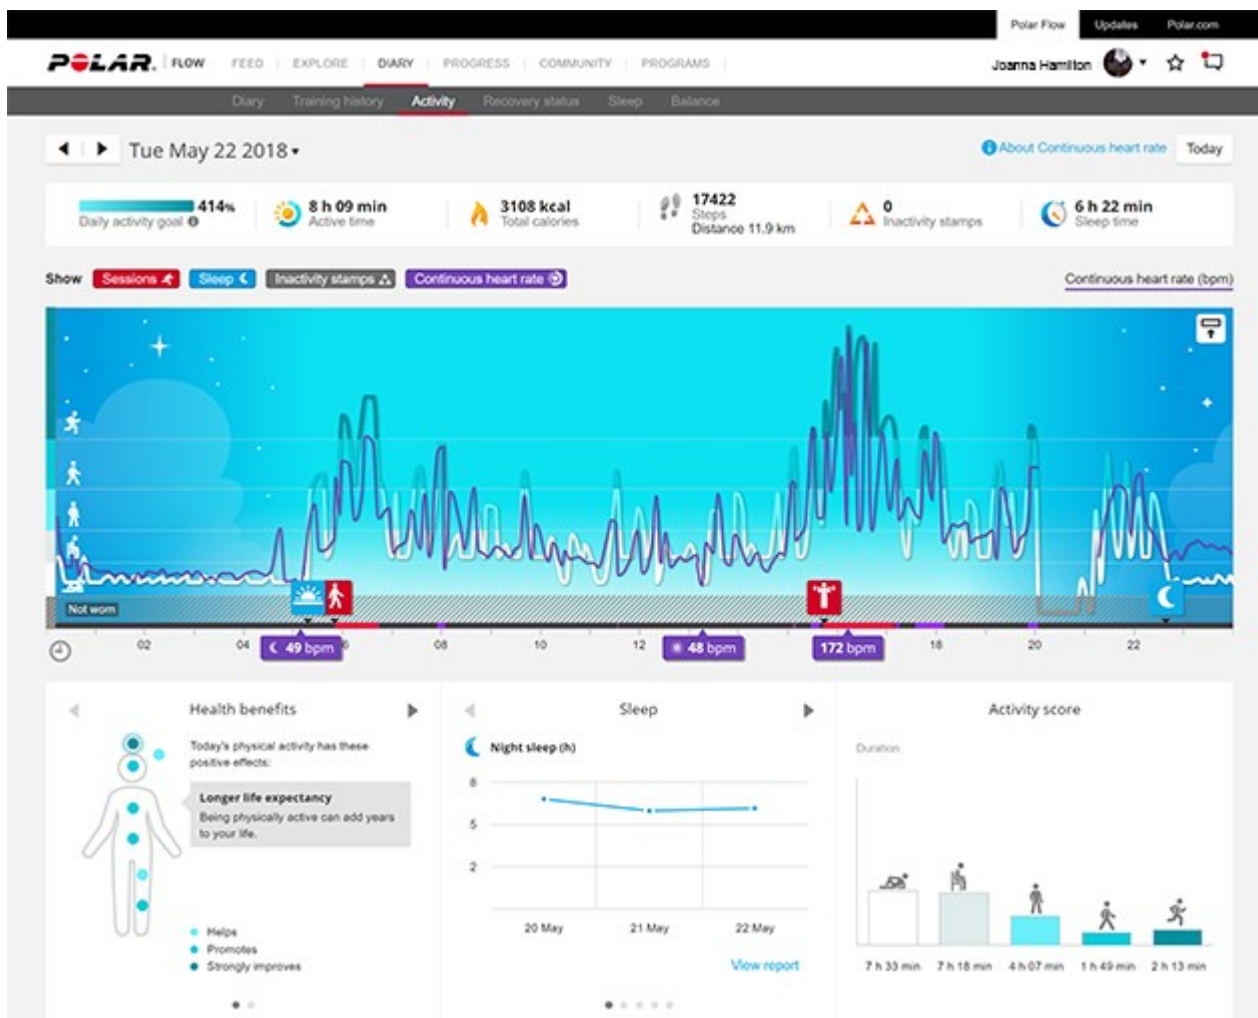 Polar Flow Updates Polar.com
POLAR. FLOW FEED EXPLORE DIARY PROGRESS COMMUNITY PROGRAMS Joanna Hamilton
Diary Training history Activity Recovery status Sleep Balance
Tue May 22 2018 About Continuous heart rate Today
414% 8 h 09 min 3108 kcal 17422 0 6 h 22 min
Daily activity goal Active time Total calories Steps Inactivity stamps Sleep time
Distance 11.9 km
Show Sessions Sleep Inactivity stamps Continuous heart rate Continuous heart rate (bpm)
Not worn
02 04 6 08 10 12 18 20 22
49 bpm 48 bpm 172 bpm
Health benefits
Today's physical activity has these
positive effects:
Longer life expectancy
Being physically active can add years
to your life.
Helps
Promotes
Strongly improves
Sleep
Night sleep (h)
8
5
2
20 May 21 May 22 May
View report
Activity score
Duration
7 h 33 min 7 h 18 min 4 h 07 min 1 h 49 min 2 h 13 min